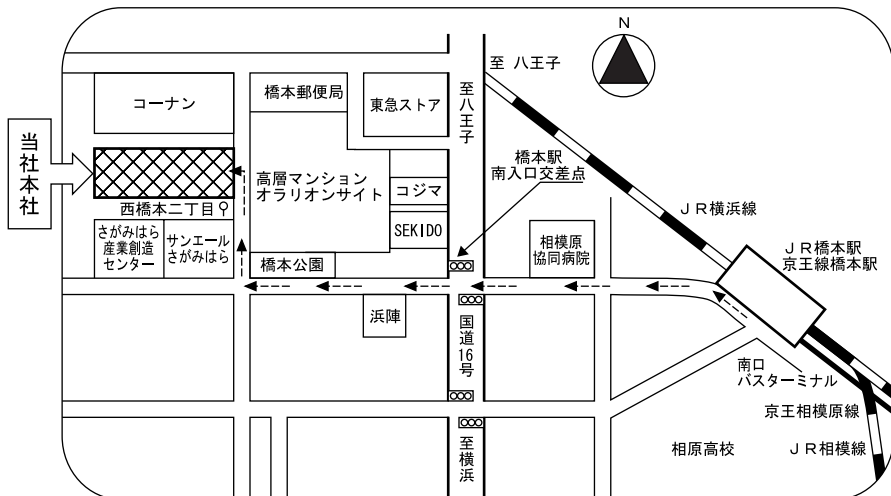 N
至 八王子
コーナン
橋本郵便局
東急ストア
至八王子
当社本社
橋本駅
南入口交差点
高層マンション
オラリオンサイト
コジマ
西橋本二丁目
JR横浜線
さがみはら
産業創造
センター
サンエール
さがみはら
SEKIDO
相模原
協同病院
JR橋本駅
京王線橋本駅
橋本公園
浜陣
国道16号
南口
バスターミナル
京王相模原線
至横浜
相原高校
JR相模線